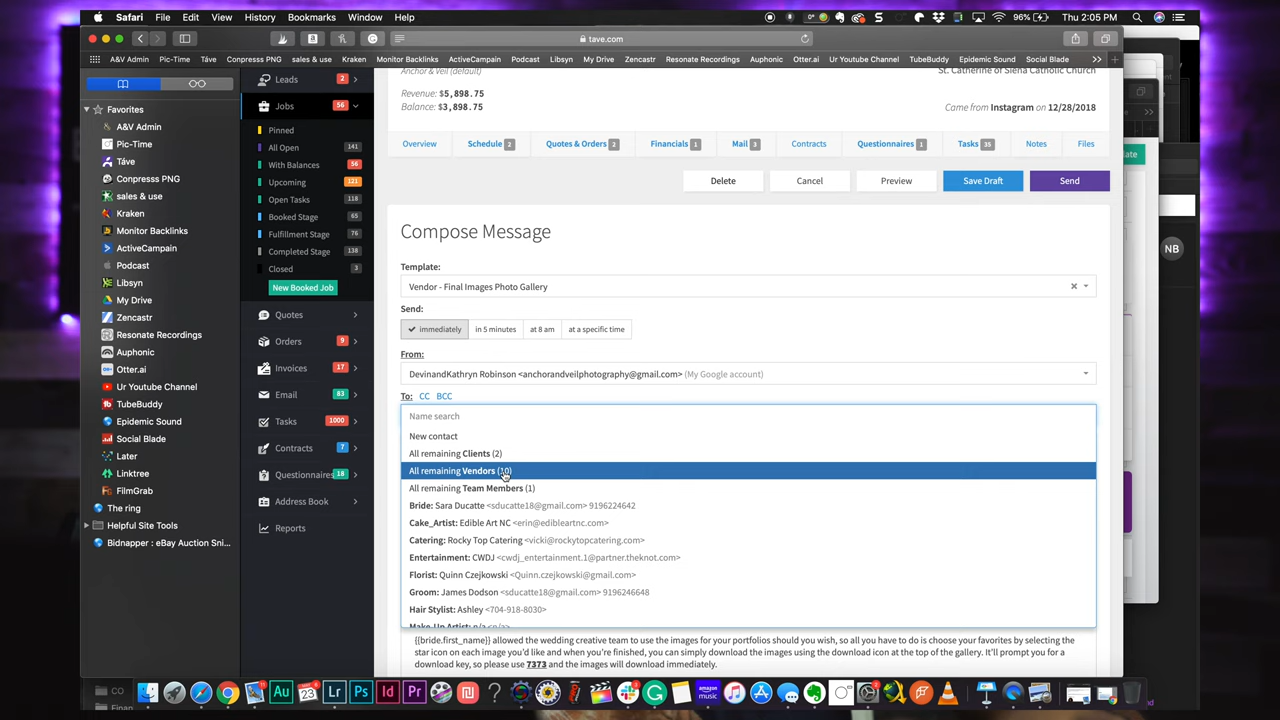 Safari File Edit View History Bookmarks Window Help
0° 96% Thu 2:05 PM
tave.com
A&V Admin Pic-Time Táve Conpresss PNG sales & use Kraken Monitor Backlinks ActiveCampain Podcast Libsyn My Drive Zencastr Resonate Recordings Auphonic Otter.ai Ur Youtube Channel TubeBuddy Epidemic Sound Social Blade
Favorites
A&V Admin
Pic-Time
Táve
Conpresss PNG
sales & use
Kraken
Monitor Backlinks
ActiveCampain
Podcast
Libsyn
My Drive
Zencastr
Resonate Recordings
Auphonic
Otter.ai
Ur Youtube Channel
TubeBuddy
Epidemic Sound
Social Blade
Later
Linktree
FilmGrab
The ring
Helpful Site Tools
Bidnapper : eBay Auction Sni...
Leads 2
Jobs 56
Pinned
All Open 141
With Balances 56
Upcoming 121
Open Tasks 118
Booked Stage 65
Fulfillment Stage 76
Completed Stage 138
Closed 3
New Booked Job
Quotes
Orders 9
Invoices 17
Email 83
Tasks 1000
Contracts 7
Questionnaires 18
Address Book
Reports
Anchor & Veil (default) St. Catherine of Siena Catholic Church
Revenue: $5,898.75
Balance: $3,898.75 Came from Instagram on 12/28/2018
Overview Schedule 2 Quotes & Orders 2 Financials 1 Mail 3 Contracts Questionnaires 1 Tasks 35 Notes Files
Delete Cancel Preview Save Draft Send
Compose Message
Template:
Vendor - Final Images Photo Gallery
Send:
immediately in 5 minutes at 8 am at a specific time
From:
DevinandKathryn Robinson <anchorandveilphotography@gmail.com> (My Google account)
To: CC BCC
Name search
New contact
All remaining Clients (2)
All remaining Vendors (10)
All remaining Team Members (1)
Bride: Sara Ducatte <sducatte18@gmail.com> 9196224642
Cake_Artist: Edible Art NC <erin@edibleartnc.com>
Catering: Rocky Top Catering <vicki@rockytopcatering.com>
Entertainment: CWDJ <cwdj_entertainment.1@partner.theknot.com>
Florist: Quinn Czejkowski <Quinn.czejkowski@gmail.com>
Groom: James Dodson <sducatte18@gmail.com> 9196246648
Hair Stylist: Ashley <704-918-8030>
Make-Up Artist: n/a <n/a>
{{bride.first_name}} allowed the wedding creative team to use the images for your portfolios should you wish, so all you have to do is choose your favorites by selecting the
star icon on each image you'd like and when you're finished, you can simply download the images using the download icon at the top of the gallery. It'll prompt you for a
download key, so please use 7373 and the images will download immediately.
NB